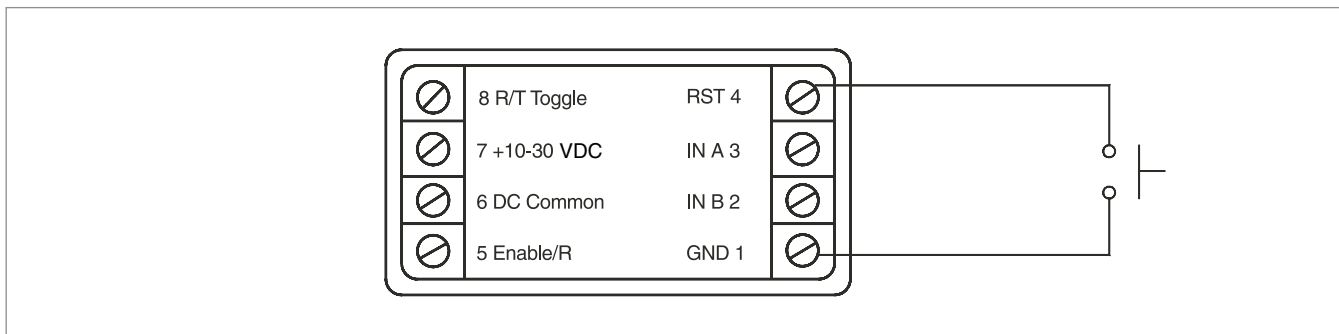 8 R/T Toggle RST 4
7 +10-30 VDC IN A 3
6 DC Common IN B 2
5 Enable/R GND 1